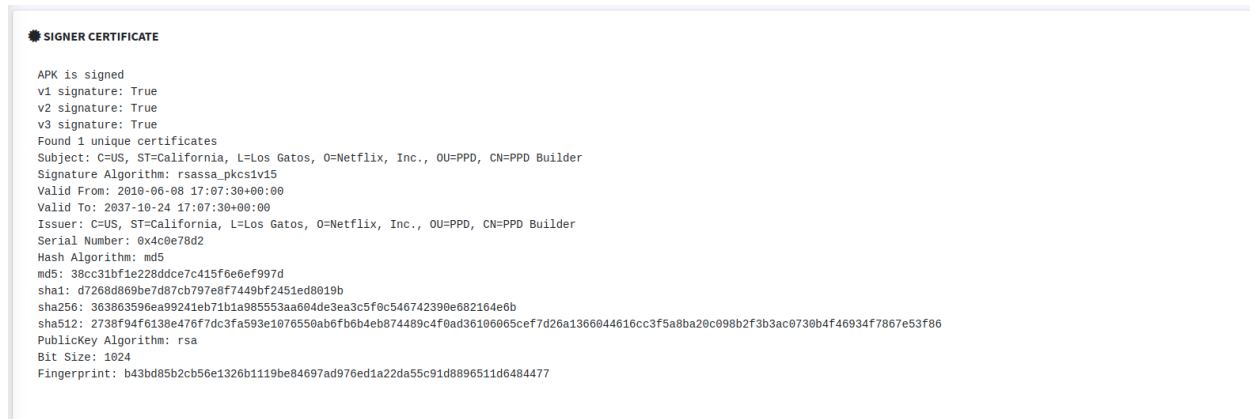 SIGNER CERTIFICATE
APK is signed
v1 signature: True
v2 signature: True
v3 signature: True
Found 1 unique certificates
Subject: C=US, ST=California, L=Los Gatos, O=Netflix, Inc., OU=PPD, CN=PPD Builder
Signature Algorithm: rsassa_pkcs1v15
Valid From: 2010-06-08 17:07:30+00:00
Valid To: 2037-10-24 17:07:30+00:00
Issuer: C=US, ST=California, L=Los Gatos, O=Netflix, Inc., OU=PPD, CN=PPD Builder
Serial Number: 0x4c0e78d2
Hash Algorithm: md5
md5: 38cc31bf1e228ddce7c415f6e6ef997d
sha1: d7268d869be7d87cb797e8f7449bf2451ed8019b
sha256: 363863596ea99241eb71b1a985553aa604de3ea3c5f0c546742390e682164e6b
sha512: 2738f94f6138e476f7dc3fa593e1076550ab6fb6b4eb874489c4f0ad36106065cef7d26a1366044616cc3f5a8ba20c098b2f3b3ac0730b4f46934f7867e53f86
PublicKey Algorithm: rsa
Bit Size: 1024
Fingerprint: b43bd85b2cb56e1326b1119be84697ad976ed1a22da55c91d8896511d6484477